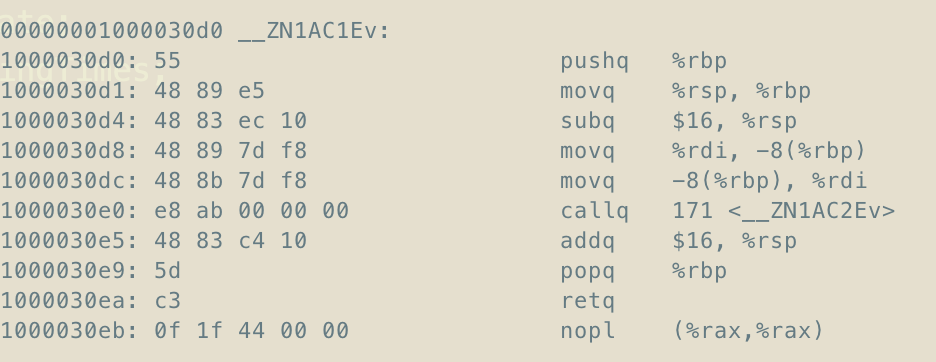 00000001000030d0 __ZN1AC1Ev:
1000030d0: 55 pushq %rbp
1000030d1: 48 89 e5 movq %rsp, %rbp
1000030d4: 48 83 ec 10 subq $16, %rsp
1000030d8: 48 89 7d f8 movq %rdi, −8(%rbp)
1000030dc: 48 8b 7d f8 movq −8(%rbp), %rdi
1000030e0: e8 ab 00 00 00 callq 171 <__ZN1AC2Ev>
1000030e5: 48 83 c4 10 addq $16, %rsp
1000030e9: 5d popq %rbp
1000030ea: c3 retq
1000030eb: 0f 1f 44 00 00 nopl (%rax,%rax)